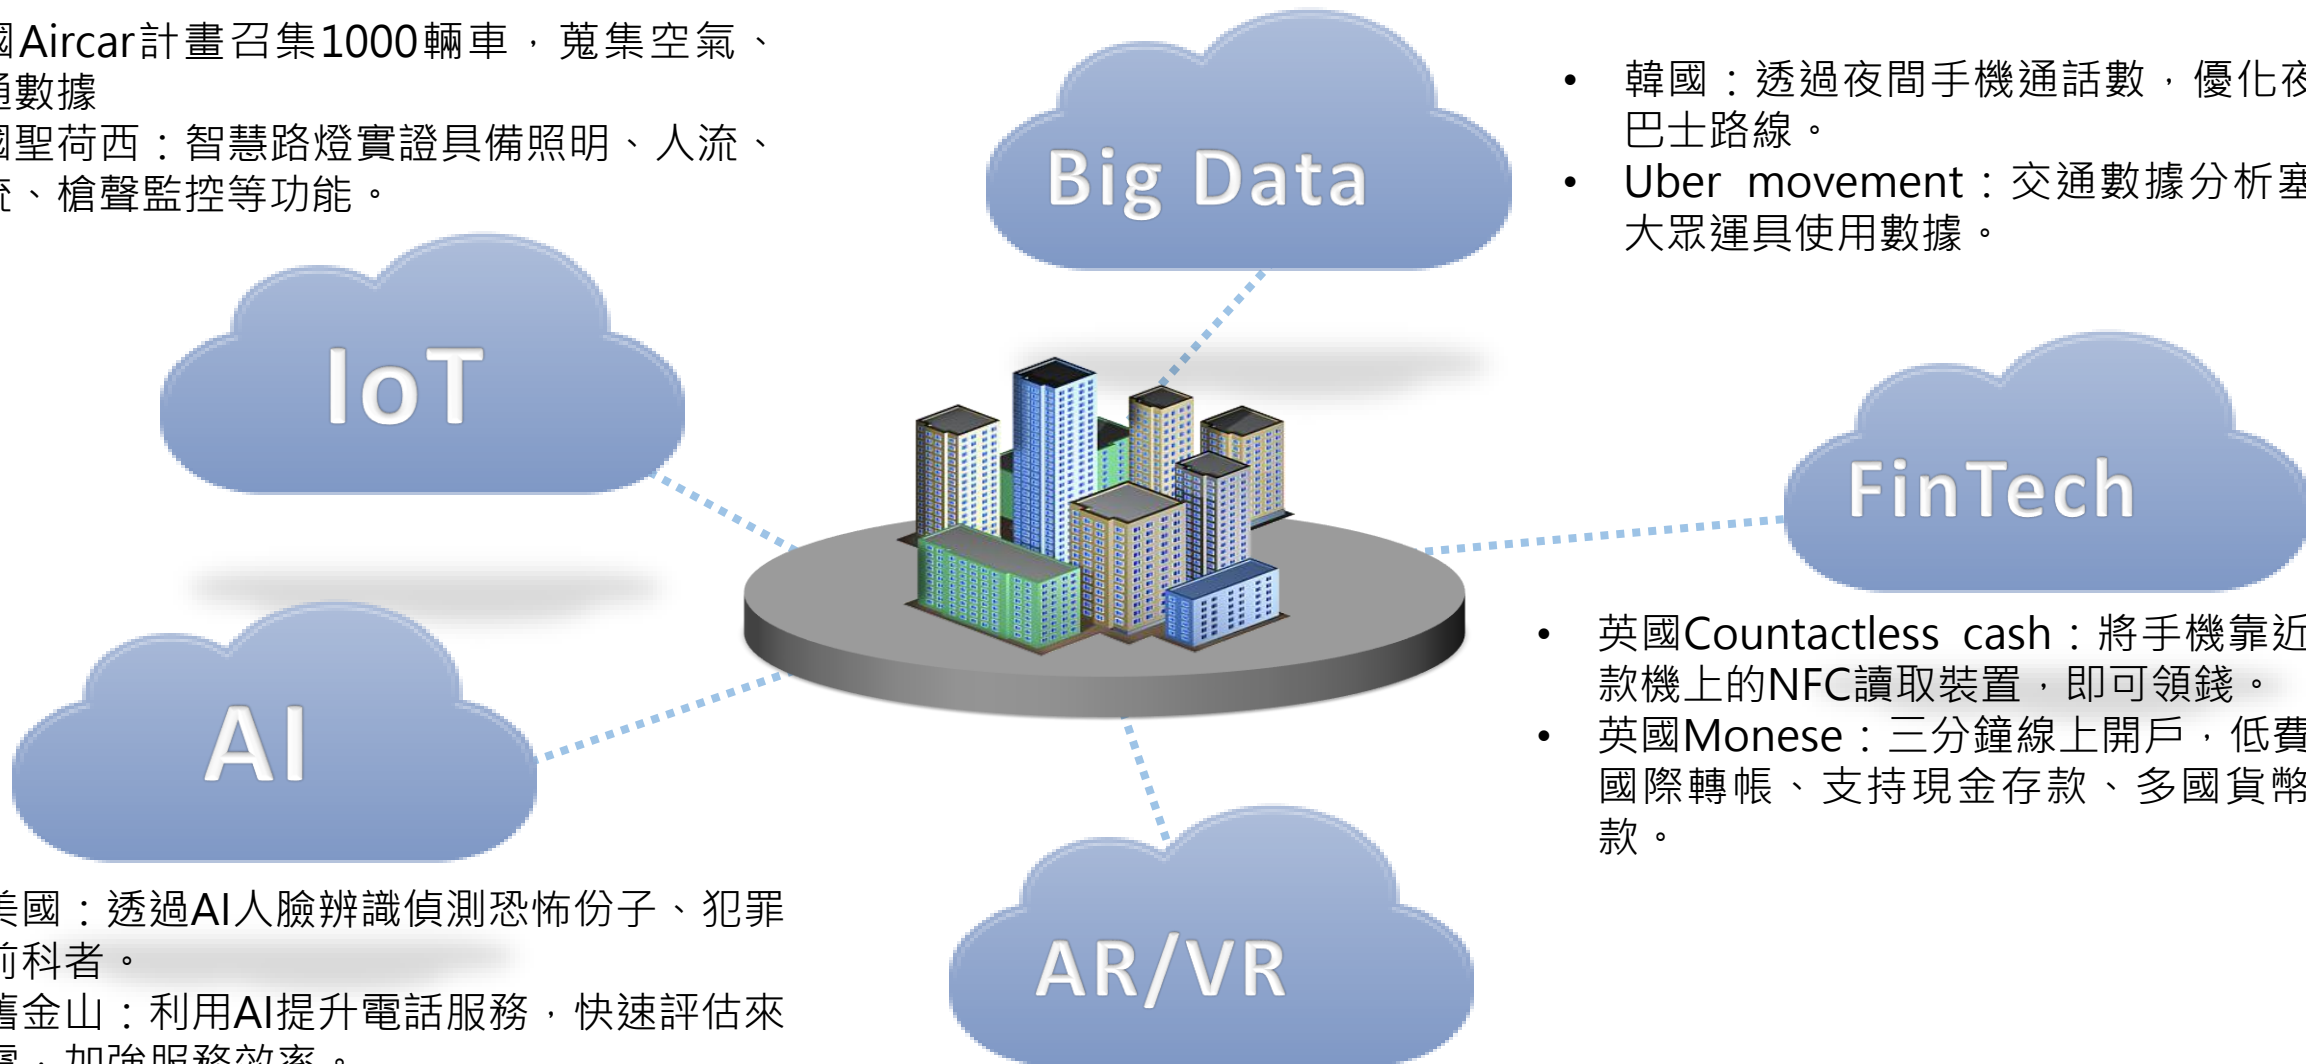 國Aircar計畫召集1000輛車，蒐集空氣、
通數據
國聖荷西：智慧路燈實證具備照明、人流、
流、槍聲監控等功能。
Big Data
• 韓國：透過夜間手機通話數，優化夜
巴士路線。
• Uber movement：交通數據分析塞
大眾運具使用數據。
IoT
FinTech
• 英國Countactless cash：將手機靠近
款機上的NFC讀取裝置，即可領錢。
• 英國Monese：三分鐘線上開戶，低費
國際轉帳、支持現金存款、多國貨幣
款。
AI
美國：透過AI人臉辨識偵測恐怖份子、犯罪
前科者。
舊金山：利用AI提升電話服務，快速評估來
加強服務效率。
AR/VR